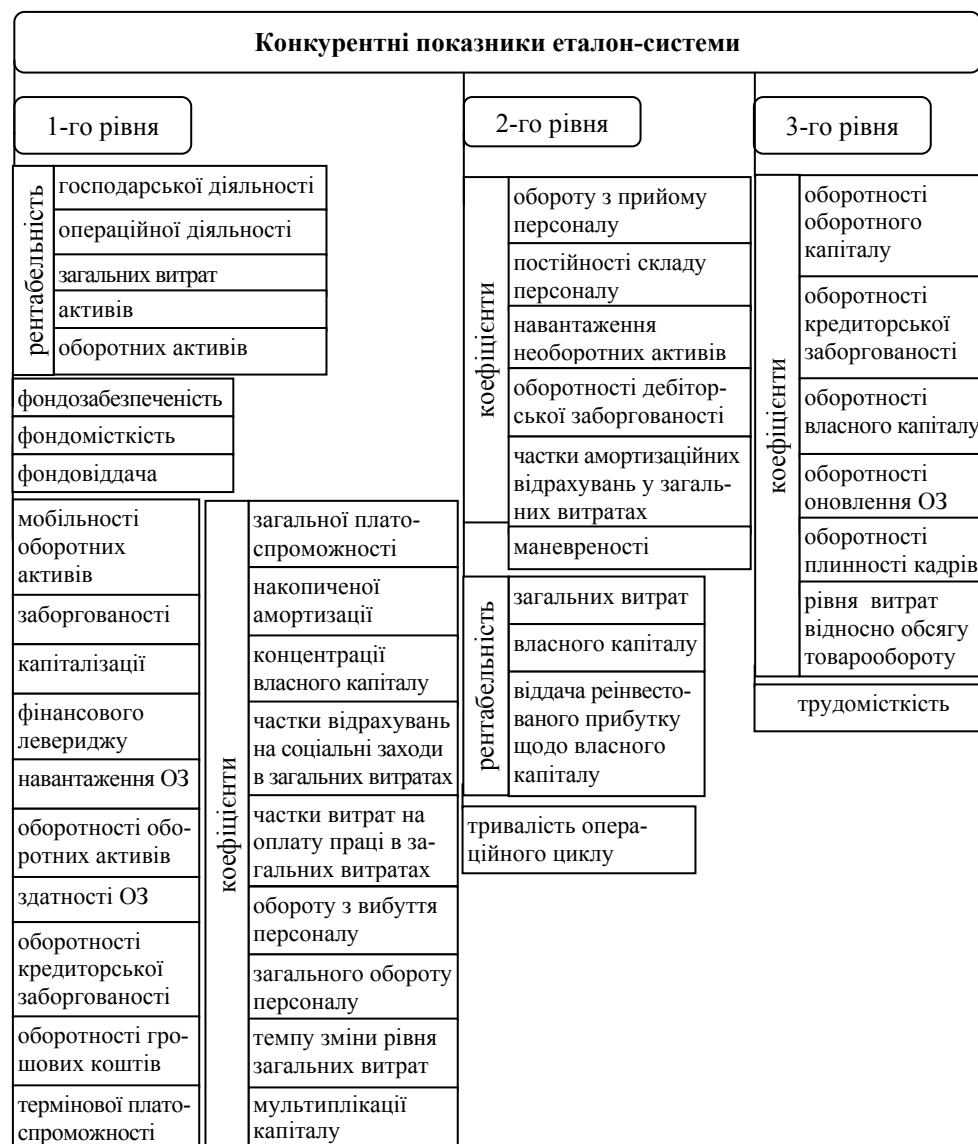 Конкурентні показники еталон-системи
1-го рівня
рентабельність
господарської діяльності
операційної діяльності
загальних витрат
активів
оборотних активів
фондозабезпеченість
фондомісткість
фондовіддача
мобільності
оборотних
активів
заборгованості
капіталізації
фінансового
левериджу
навантаження ОЗ
оборотності обо-
ротних активів
здатності ОЗ
оборотності
кредиторської
заборгованості
оборотності гро-
шових коштів
термінової плато-
спроможності
коефіцієнти
загальної плато-
спроможності
накопиченої
амортизації
концентрації
власного капіталу
частки відрахувань
на соціальні заходи
в загальних витратах
частки витрат на
оплату праці в за-
гальних витратах
обороту з вибуття
персоналу
загального обороту
персоналу
темпу зміни рівня
загальних витрат
мультиплікації
капіталу
2-го рівня
коефіцієнти
обороту з прийому
персоналу
постійності складу
персоналу
навантаження
необоротних активів
оборотності дебітор-
ської заборгованості
частки амортизаційних
відрахувань у загаль-
них витратах
маневреності
рентабельність
загальних витрат
власного капіталу
віддача реінвесто-
ваного прибутку
щодо власного
капіталу
тривалість опера-
ційного циклу
3-го рівня
коефіцієнти
оборотності
оборотного
капіталу
оборотності
кредиторської
заборгованості
оборотності
власного капіталу
оборотності
оновлення ОЗ
оборотності
плинності кадрів
рівня витрат
відносно обсягу
товарообороту
трудомісткість